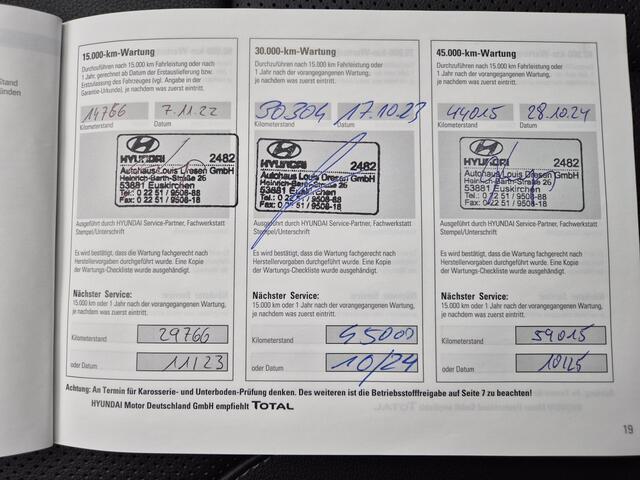 Stand
ünden
15.000-km-Wartung
Durchzuführen nach 15.000 km Fahrleistung oder nach
1 Jahr, gerechnet ab Datum der Erstauslieferung bzw.
Erstzulassung des Fahrzeuges (vgl. Angabe in der
Garantie-Urkunde), je nachdem was zuerst eintrifft.
14766 7.11.22
Kilometerstand Datum
HYUNDAI 2482
Autohaus Louis Dresen GmbH
Heinrich-Barth-Straße 26
53881 Euskirchen
Tel.: 0 22 51 / 9508-88
Fax: 0 22 51 / 9508-18
Ausgeführt durch HYUNDAI Service-Partner, Fachwerkstatt
Stempel/Unterschrift
Es wird bestätigt, dass die Wartung fachgerecht nach
Herstellervorgaben durchgeführt wurde. Eine Kopie
der Wartungs-Checkliste wurde ausgehändigt.
Nächster Service:
15.000 km oder 1 Jahr nach der vorangegangenen Wartung,
je nachdem, was zuerst eintrifft.
Kilometerstand 29766
oder Datum 11/23
30.000-km-Wartung
Durchzuführen nach 30.000 km Fahrleistung oder nach
1 Jahr nach der vorangegangenen Wartung,
je nachdem was zuerst eintrifft.
30304 17.10.23
Kilometerstand Datum
HYUNDAI 2482
Autohaus Louis Dresen GmbH
Heinrich-Barth-Straße 26
53881 Euskirchen
Tel.: 0 22 51 / 9508-88
Fax: 0 22 51 / 9508-18
Ausgeführt durch HYUNDAI Service-Partner, Fachwerkstatt
Stempel/Unterschrift
Es wird bestätigt, dass die Wartung fachgerecht nach
Herstellervorgaben durchgeführt wurde. Eine Kopie
der Wartungs-Checkliste wurde ausgehändigt.
Nächster Service:
15.000 km oder 1 Jahr nach der vorangegangenen Wartung,
je nachdem, was zuerst eintrifft.
Kilometerstand 45000
oder Datum 10/24
45.000-km-Wartung
Durchzuführen nach 45.000 km Fahrleistung oder nach
1 Jahr nach der vorangegangenen Wartung,
je nachdem was zuerst eintrifft.
44015 28.10.24
Kilometerstand Datum
HYUNDAI 2482
Autohaus Louis Dresen GmbH
Heinrich-Barth-Straße 26
53881 Euskirchen
Tel.: 0 22 51 / 9508-88
Fax: 0 22 51 / 9508-18
Ausgeführt durch HYUNDAI Service-Partner, Fachwerkstatt
Stempel/Unterschrift
Es wird bestätigt, dass die Wartung fachgerecht nach
Herstellervorgaben durchgeführt wurde. Eine Kopie
der Wartungs-Checkliste wurde ausgehändigt.
Nächster Service:
15.000 km oder 1 Jahr nach der vorangegangenen Wartung,
je nachdem, was zuerst eintrifft.
Kilometerstand 59015
oder Datum 10/25
Achtung: An Termin für Karosserie- und Unterboden-Prüfung denken. Des weiteren ist die Betriebsstofffreigabe auf Seite 7 zu beachten!
HYUNDAI Motor Deutschland GmbH empfiehlt TOTAL
19